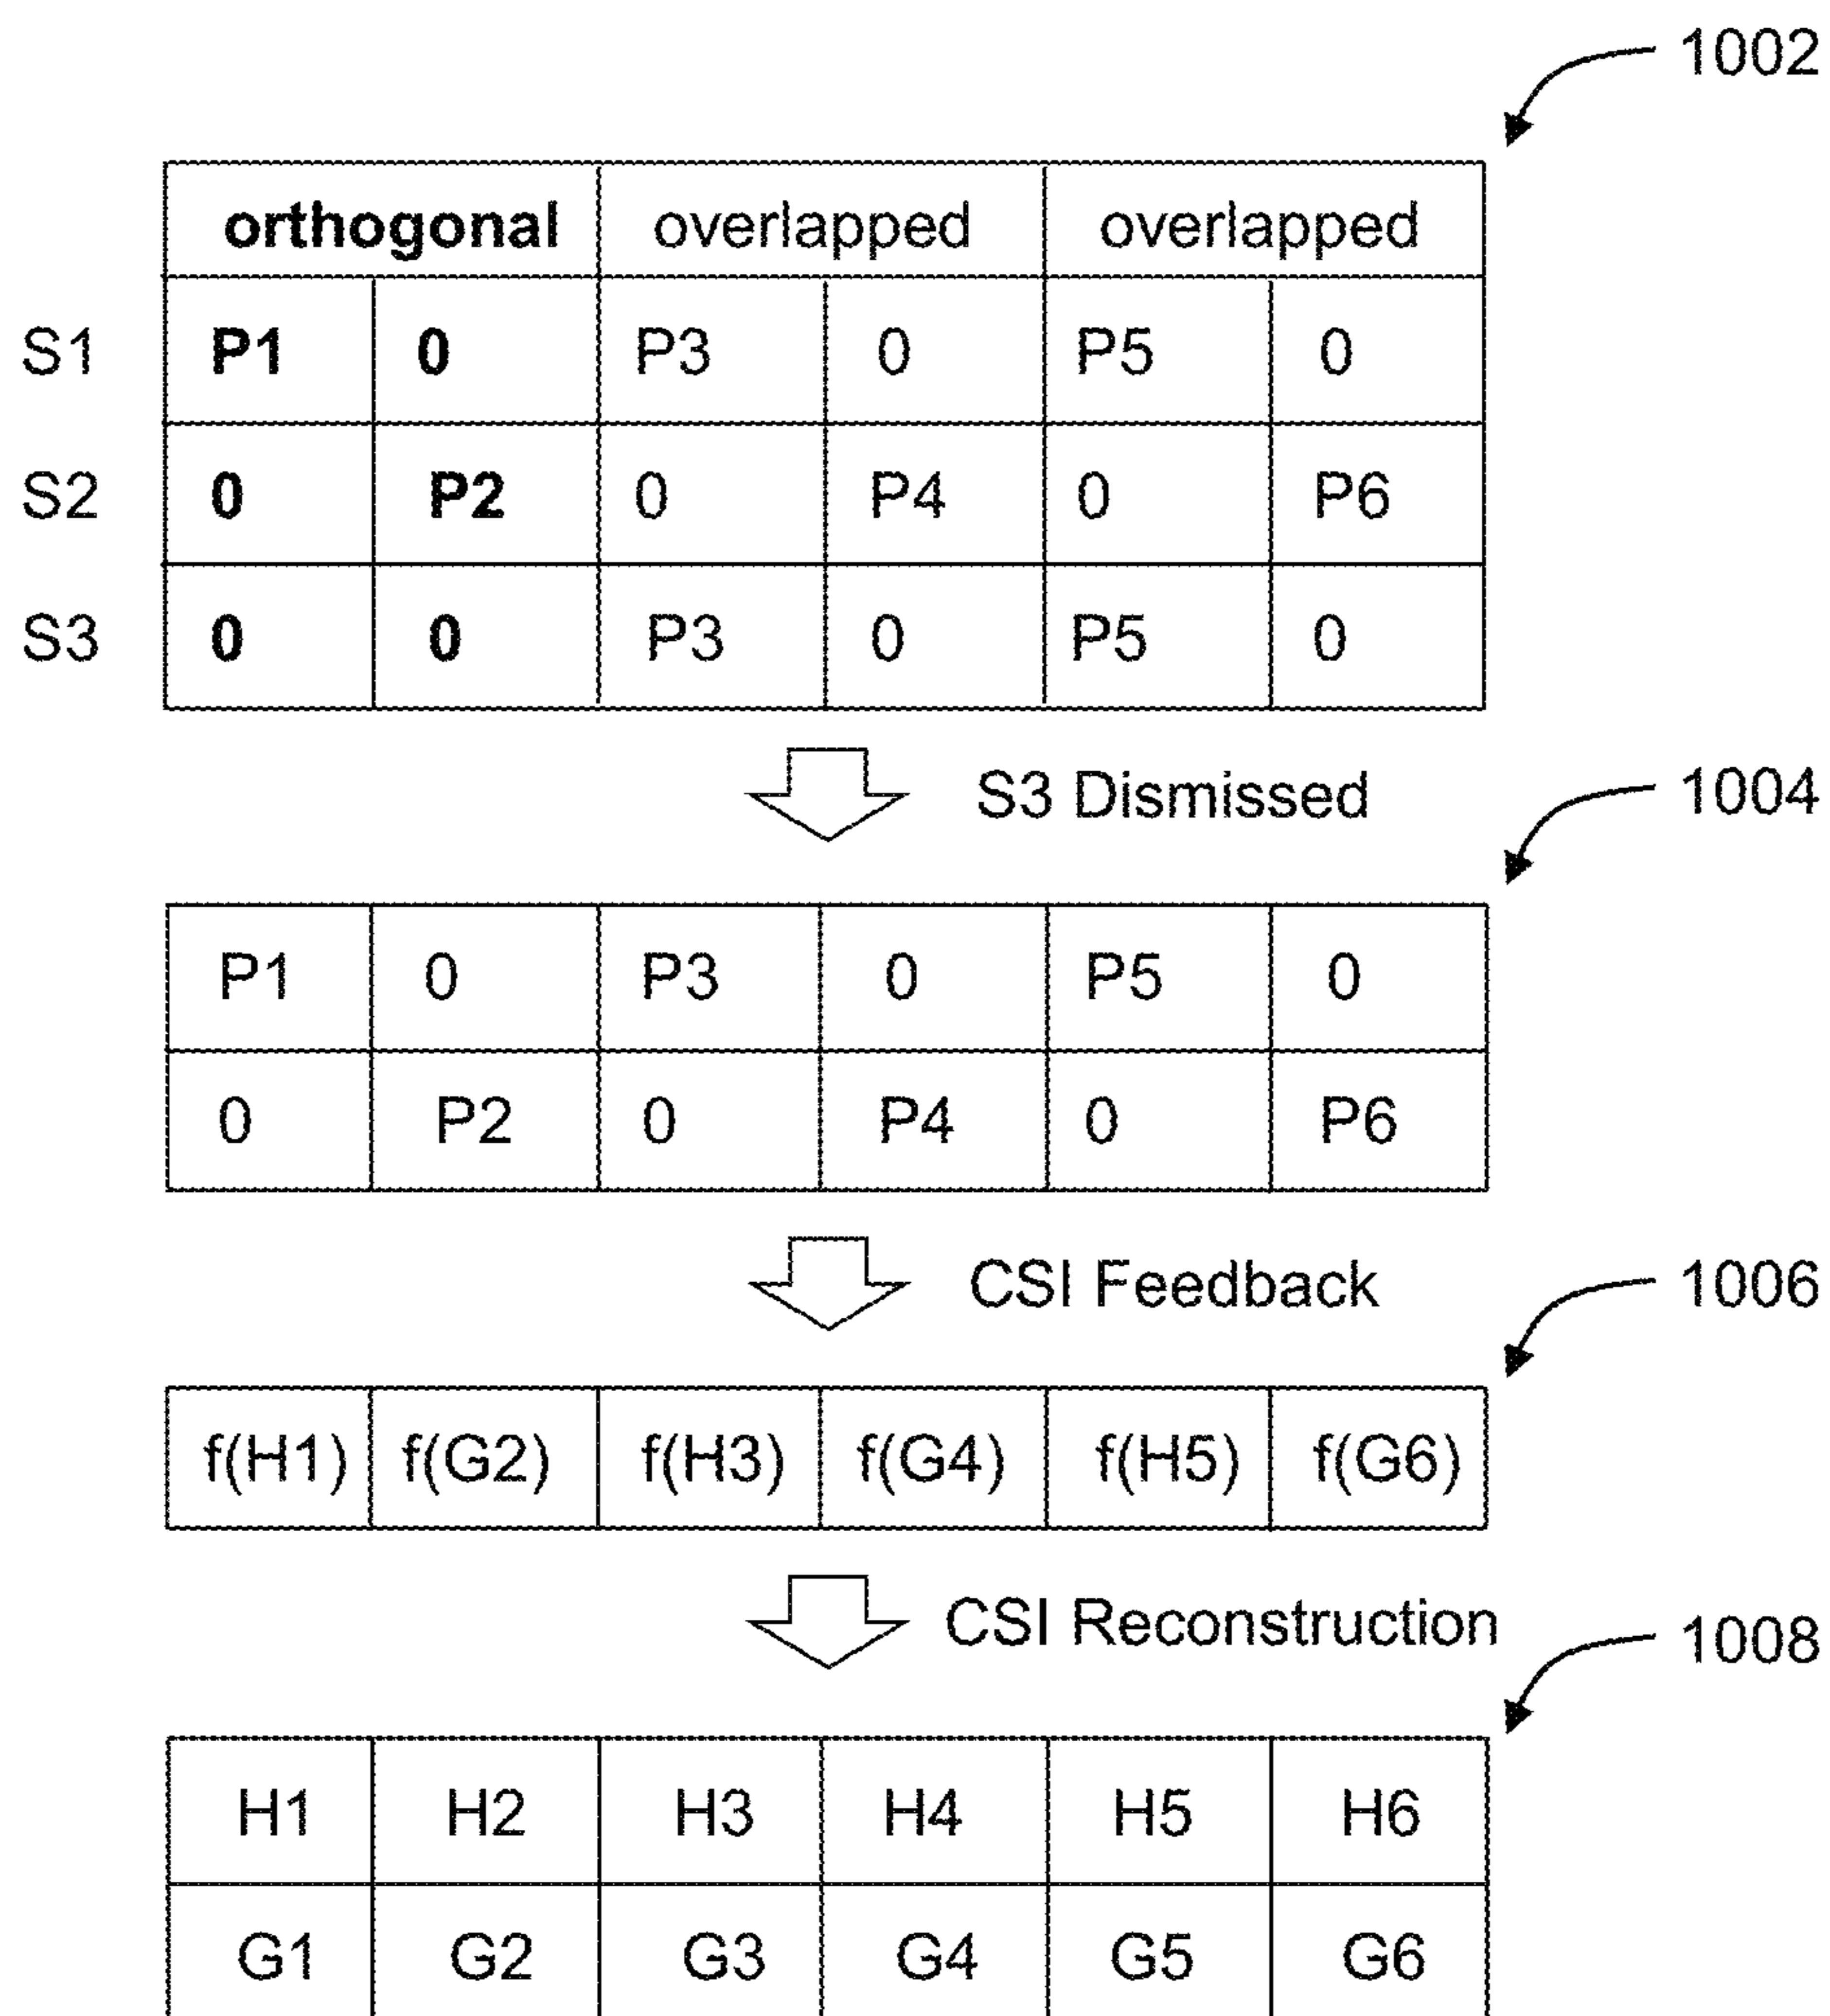 1002
orthogonal overlapped overlapped
S1 P1 0 P3 0 P5 0
S2 0 P2 0 P4 0 P6
S3 0 0 P3 0 P5 0
S3 Dismissed
1004
P1 0 P3 0 P5 0
0 P2 0 P4 0 P6
CSI Feedback
1006
f(H1) f(G2) f(H3) f(G4) f(H5) f(G6)
CSI Reconstruction
1008
H1 H2 H3 H4 H5 H6
G1 G2 G3 G4 G5 G6